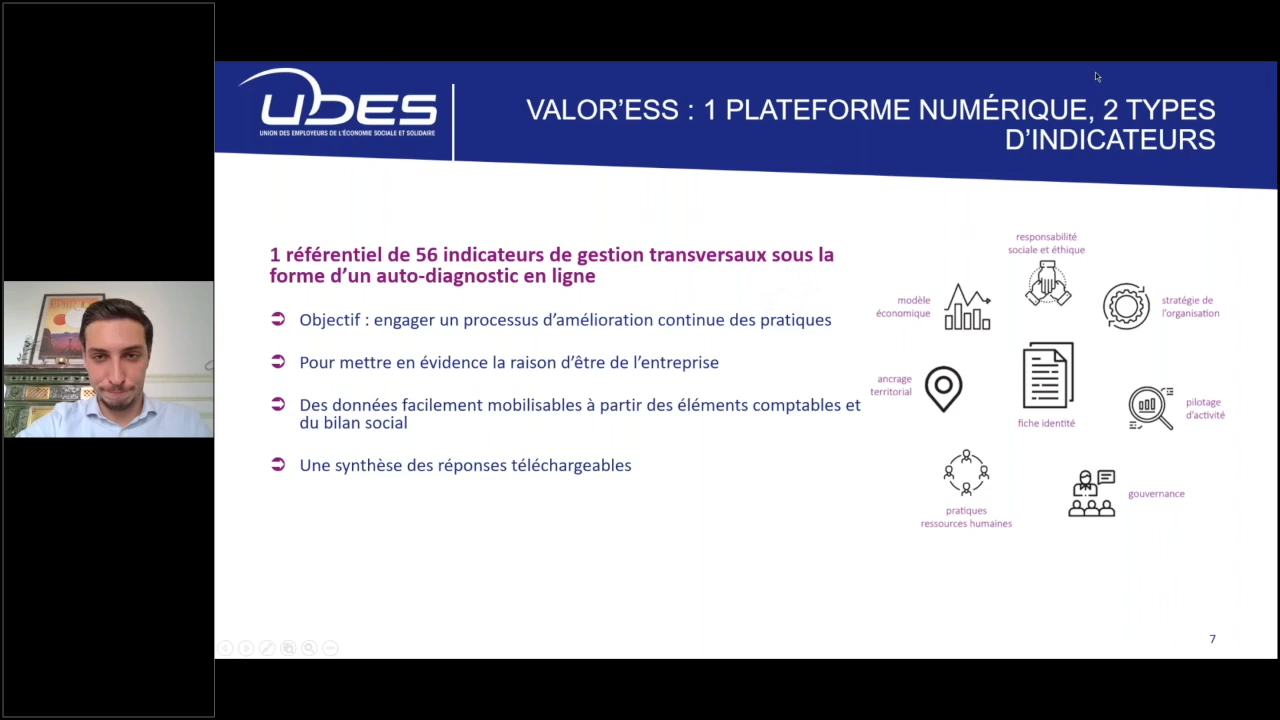 UDES
UNION DES EMPLOYEURS DE L'ÉCONOMIE SOCIALE ET SOLIDAIRE
VALOR'ESS : 1 PLATEFORME NUMÉRIQUE, 2 TYPES
D'INDICATEURS
1 référentiel de 56 indicateurs de gestion transversaux sous la
forme d'un auto-diagnostic en ligne
Objectif : engager un processus d'amélioration continue des pratiques
Pour mettre en évidence la raison d'être de l'entreprise
Des données facilement mobilisables à partir des éléments comptables et
du bilan social
Une synthèse des réponses téléchargeables
responsabilité
sociale et éthique
modèle
économique
stratégie de
l'organisation
ancrage
territorial
fiche identité
pilotage
d'activité
pratiques
ressources humaines
gouvernance
7